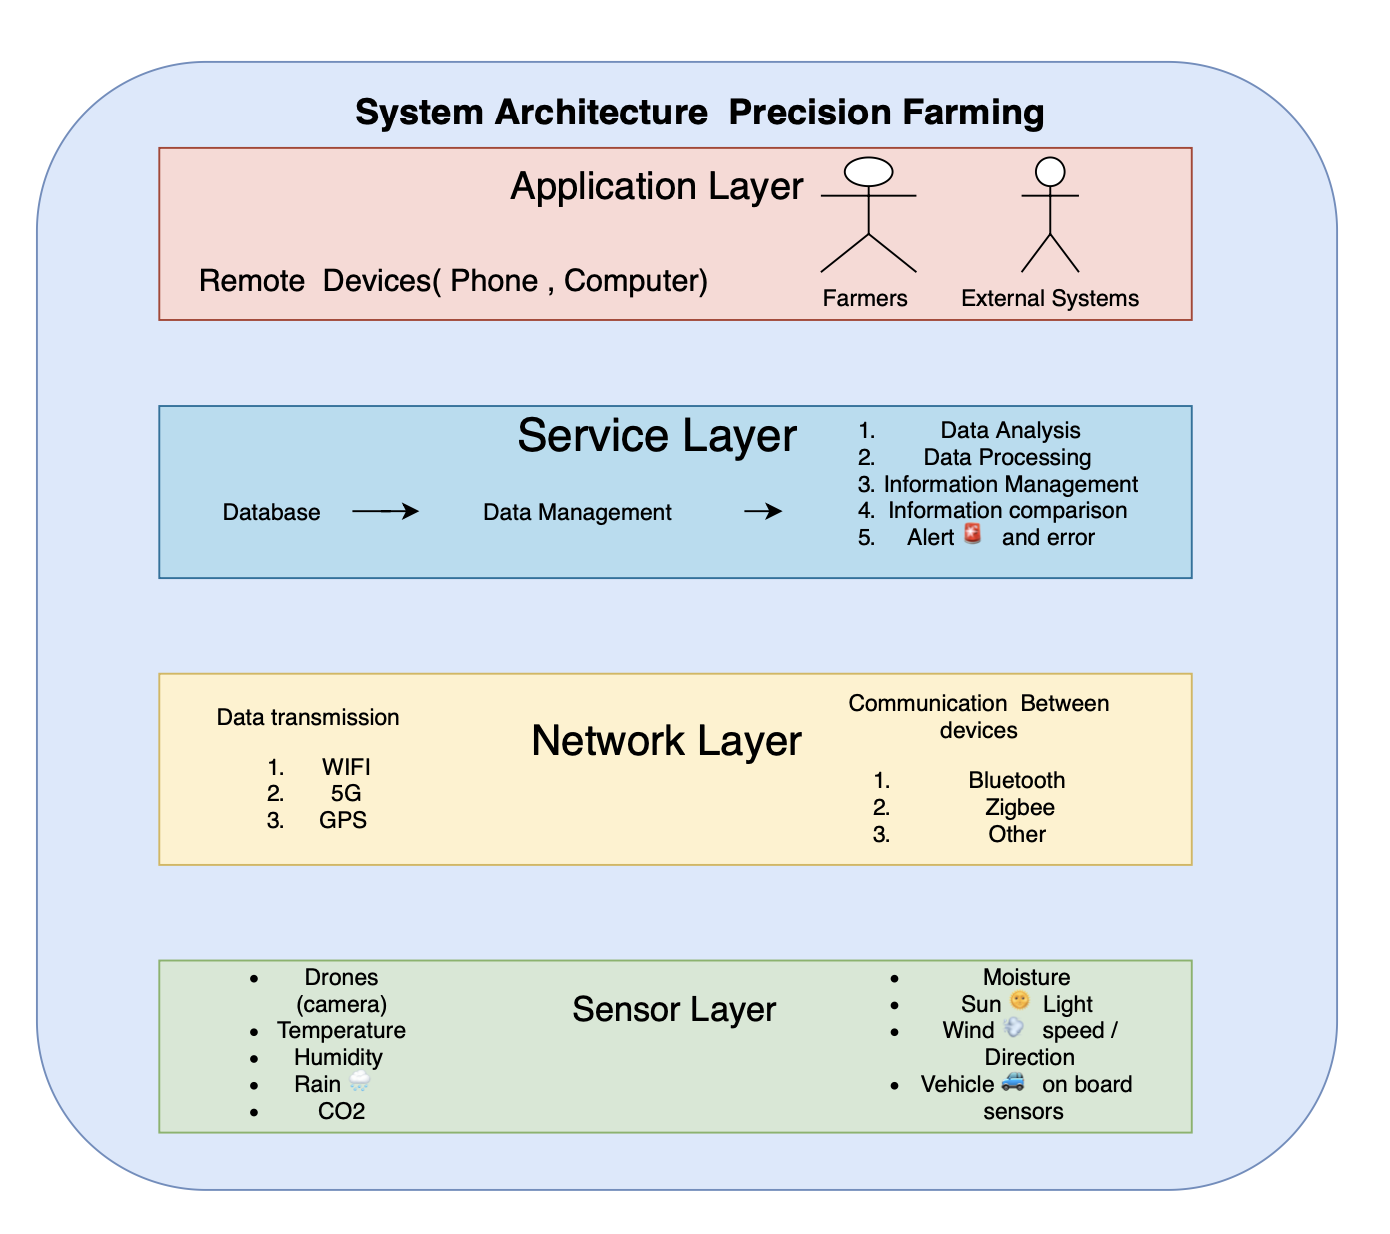 System Architecture  Precision Farming
Application Layer
Remote  Devices( Phone , Computer)
Farmers
External Systems
Service Layer
Database
Data Management
1. Data Analysis
2. Data Processing
3. Information Management
4. Information comparison
5. Alert 🚨 and error
Data transmission
1. WIFI
2. 5G
3. GPS
Network Layer
Communication  Between
devices
1. Bluetooth
2. Zigbee
3. Other
• Drones
(camera)
• Temperature
• Humidity
• Rain 🌧️
• CO2
Sensor Layer
• Moisture
• Sun 🌞 Light
• Wind 💨 speed /
Direction
• Vehicle 🚙 on board
sensors